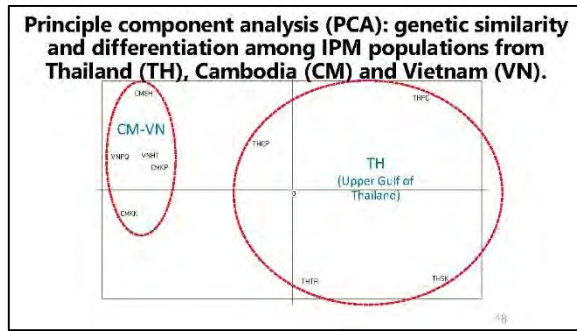 Principle component analysis (PCA): genetic similarity
and differentiation among IPM populations from
Thailand (TH), Cambodia (CM) and Vietnam (VN).
CMSH
THPC
CM-VN
THCP
VNPQ
VNHT
CMKP
TH
(Upper Gulf of
Thailand)
0
CMKK
THTR
THSK